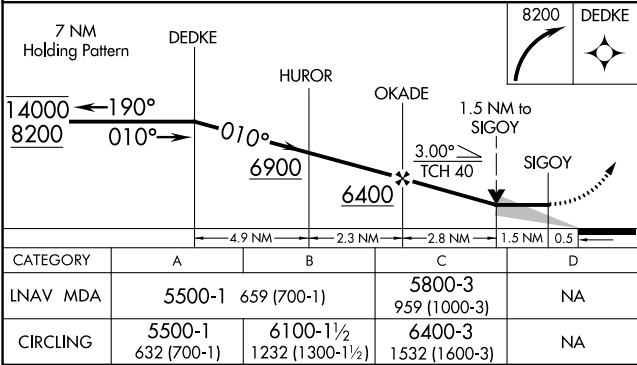 8200 DEDKE
7 NM
Holding Pattern
DEDKE
HUROR
OKADE
1.5 NM to
SIGOY
14000
190°
8200
010°
010°
6900
6400
3.00°
TCH 40
SIGOY
4.9 NM 2.3 NM 2.8 NM 1.5 NM 0.5
CATEGORY A B C D
LNAV MDA 5500-1 659 (700-1) 5800-3 NA
959 (1000-3)
CIRCLING 5500-1 6100-1½ 6400-3 NA
632 (700-1) 1232 (1300-1½) 1532 (1600-3)